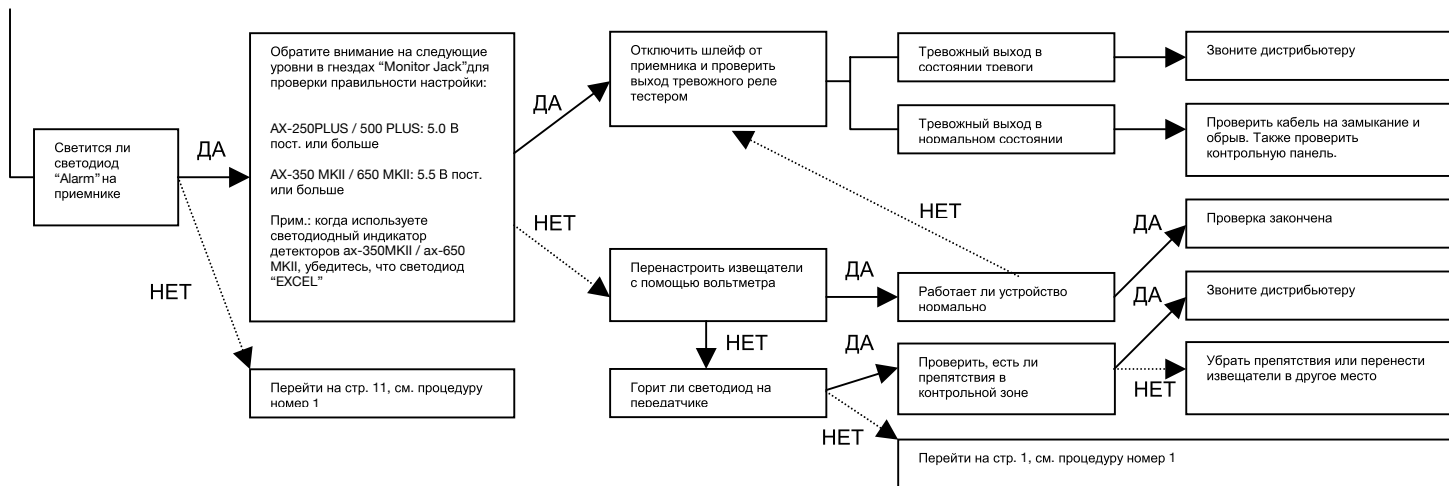 Светится ли
светодиод
“Alarm” на
приемнике
ДА
НЕТ
Обратите внимание на следующие
уровни в гнездах “Monitor Jack”для
проверки правильности настройки:
AX-250PLUS / 500 PLUS: 5.0 В
пост. или больше
AX-350 MKII / 650 MKII: 5.5 В пост.
или больше
Прим.: когда используете
светодиодный индикатор
детекторов ax-350MKII / ax-650
MKII, убедитесь, что светодиод
“EXCEL”
Перейти на стр. 11, см. процедуру
номер 1
ДА
НЕТ
Отключить шлейф от
приемника и проверить
выход тревожного реле
тестером
Тревожный выход в
состоянии тревоги
Звоните дистрибьютеру
Тревожный выход в
нормальном состоянии
Проверить кабель на замыкание и
обрыв. Также проверить
контрольную панель.
Перенастроить извещатели
с помощью вольтметра
ДА
НЕТ
Работает ли устройство
нормально
НЕТ
ДА
Проверка закончена
Горит ли светодиод на
передатчике
ДА
НЕТ
Проверить, есть ли
препятствия в
контрольной зоне
ДА
Звоните дистрибьютеру
НЕТ
Убрать препятствия или перенести
извещатели в другое место
Перейти на стр. 1, см. процедуру номер 1